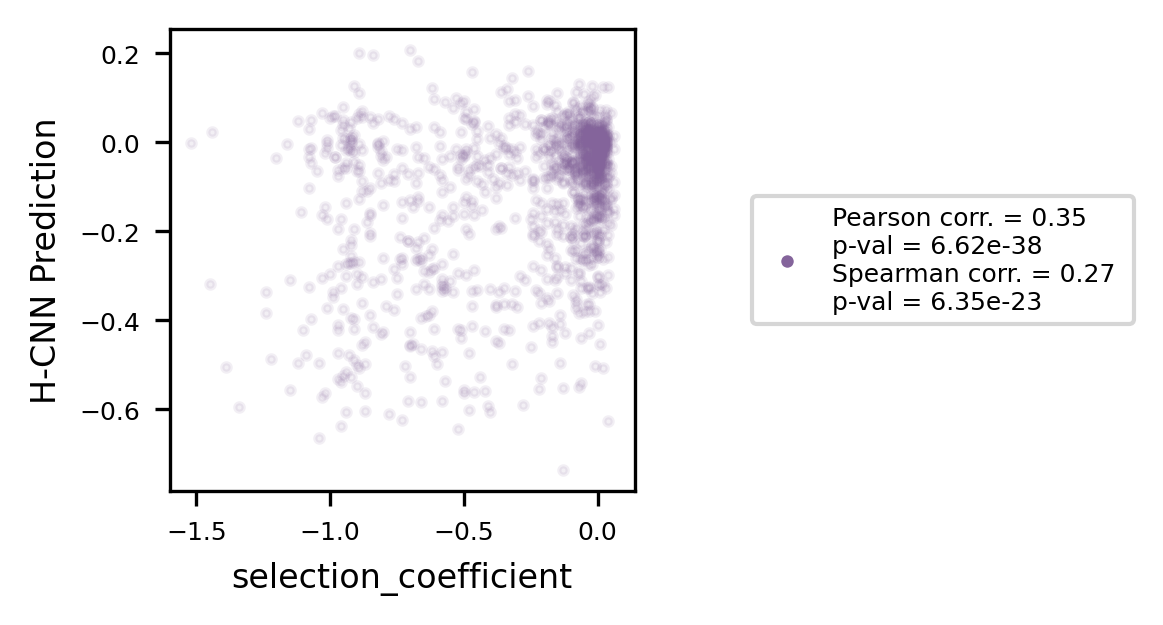 0.2
0.0
−0.2
−0.4
−0.6
H-CNN Prediction
−1.5
−1.0
−0.5
0.0
selection_coefficient
Pearson corr. = 0.35
p-val = 6.62e-38
Spearman corr. = 0.27
p-val = 6.35e-23